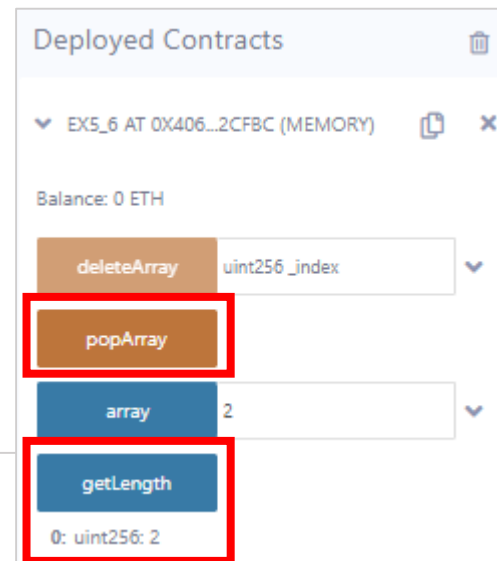 Deployed Contracts
EX5_6 AT 0X406...2CFBC (MEMORY)
Balance: 0 ETH
deleteArray uint256 _index
popArray
array 2
getLength
0: uint256: 2